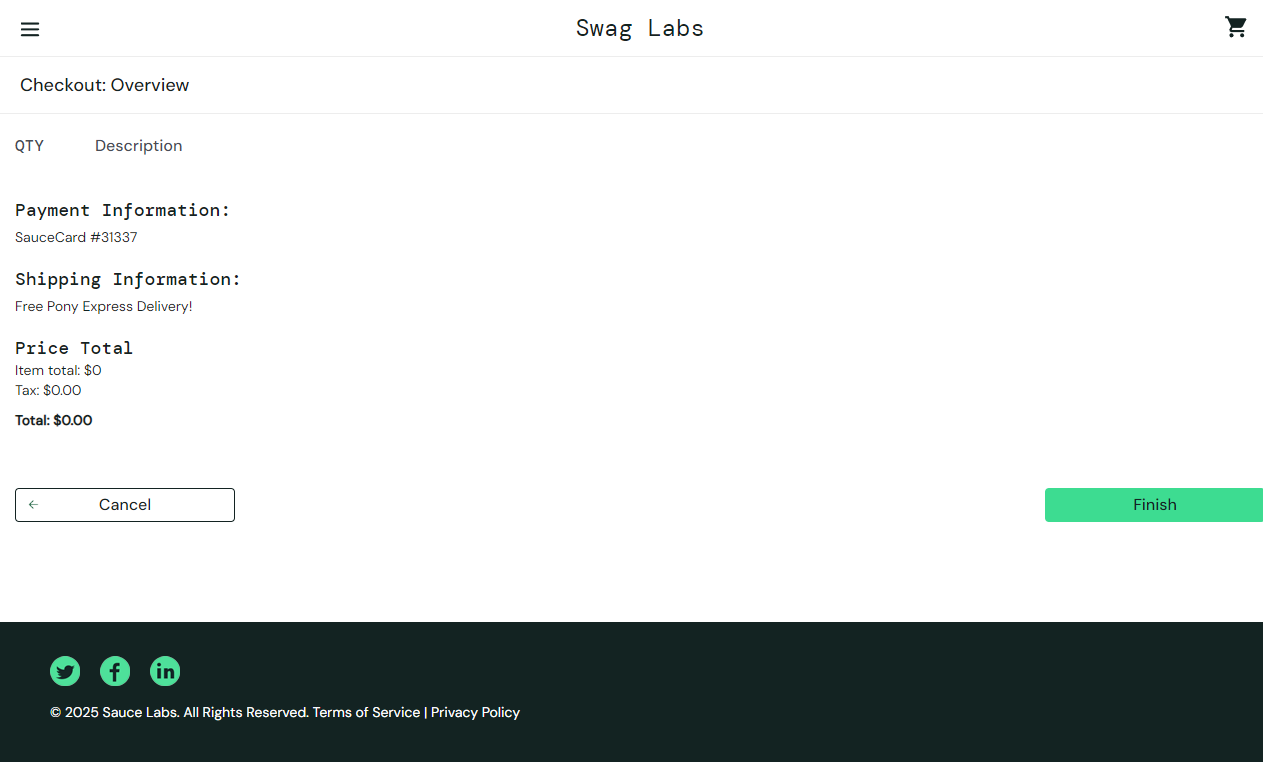 Swag Labs
Checkout: Overview
QTY Description
Payment Information:
SauceCard #31337
Shipping Information:
Free Pony Express Delivery!
Price Total
Item total: $0
Tax: $0.00
Total: $0.00
Cancel Finish
© 2025 Sauce Labs. All Rights Reserved. Terms of Service | Privacy Policy